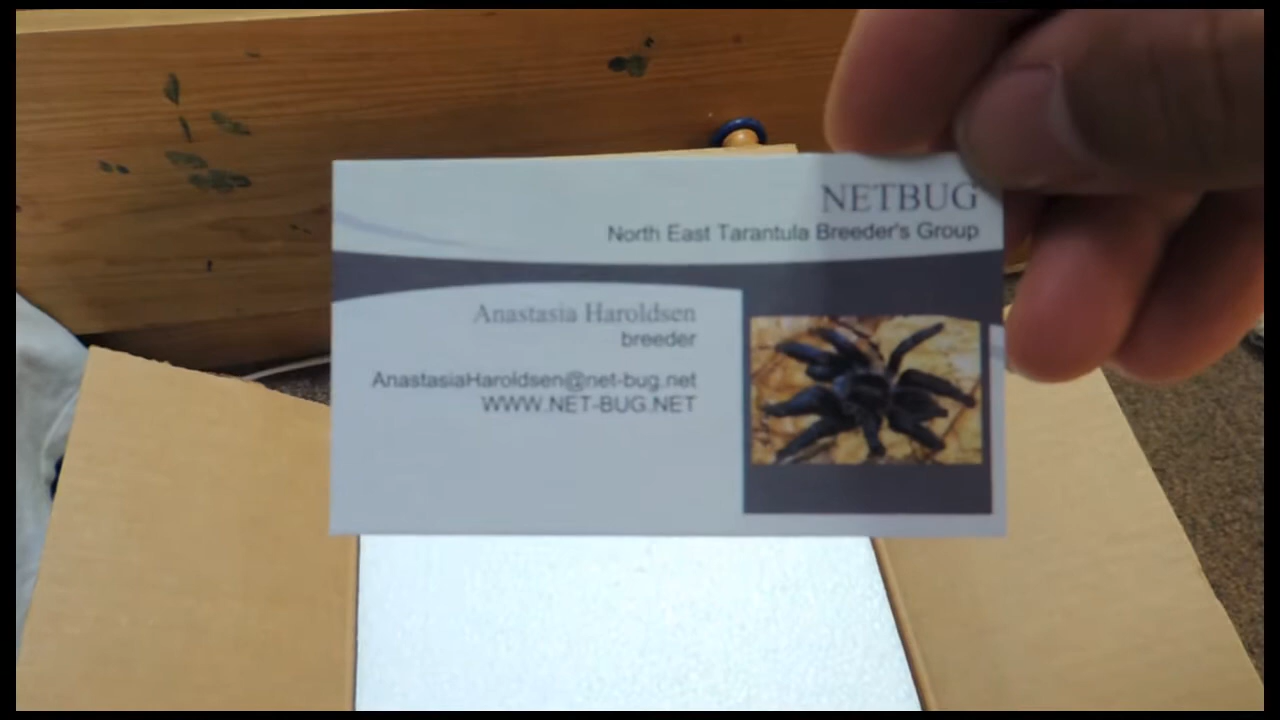 NETBUG
North East Tarantula Breeder's Group
Anastasia Haroldsen
breeder
AnastasiaHaroldsen@net-bug.net
WWW.NET-BUG.NET